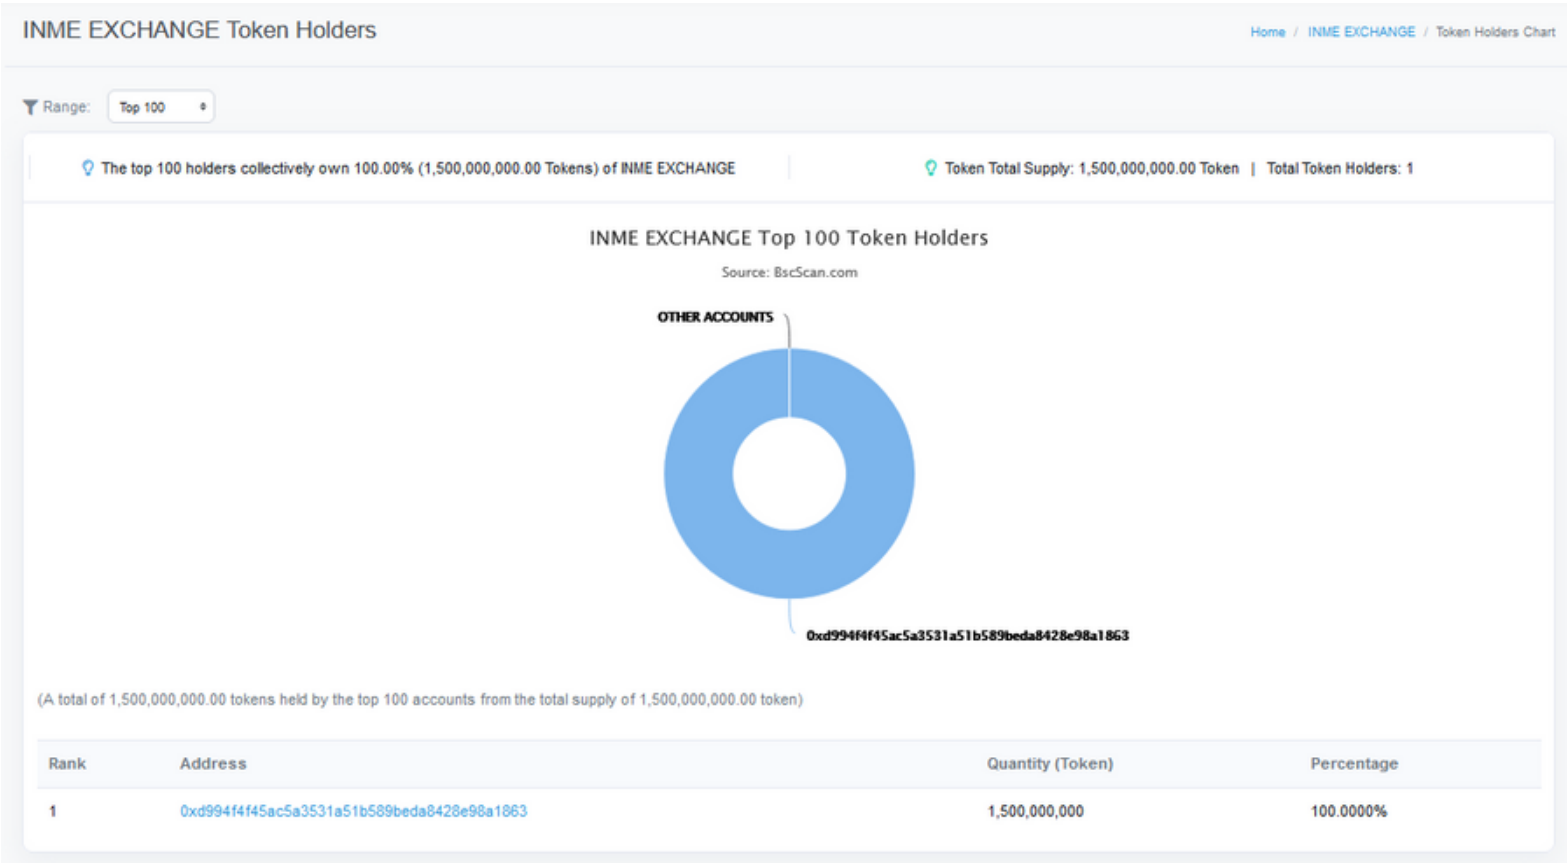 INME EXCHANGE Token Holders
Home / INME EXCHANGE / Token Holders Chart
Range: Top 100
The top 100 holders collectively own 100.00% (1,500,000,000.00 Tokens) of INME EXCHANGE
Token Total Supply: 1,500,000,000.00 Token | Total Token Holders: 1
INME EXCHANGE Top 100 Token Holders
Source: BscScan.com
OTHER ACCOUNTS
0xd994f4f45ac5a3531a51b589beda8428e98a1863
(A total of 1,500,000,000.00 tokens held by the top 100 accounts from the total supply of 1,500,000,000.00 token)
Rank Address Quantity (Token) Percentage
1 0xd994f4f45ac5a3531a51b589beda8428e98a1863 1,500,000,000 100.0000%